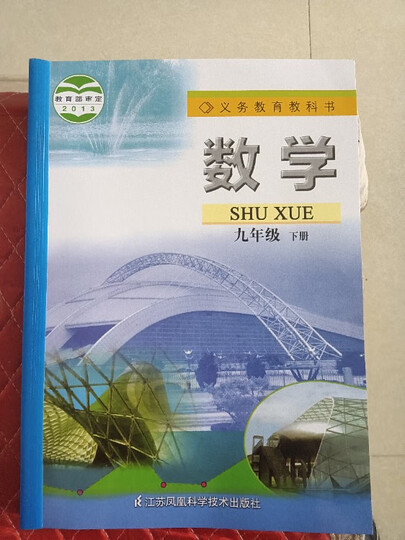 教育部审定
2013
义务教育教科书
数学
SHU XUE
九年级 下册
江苏凤凰科学技术出版社